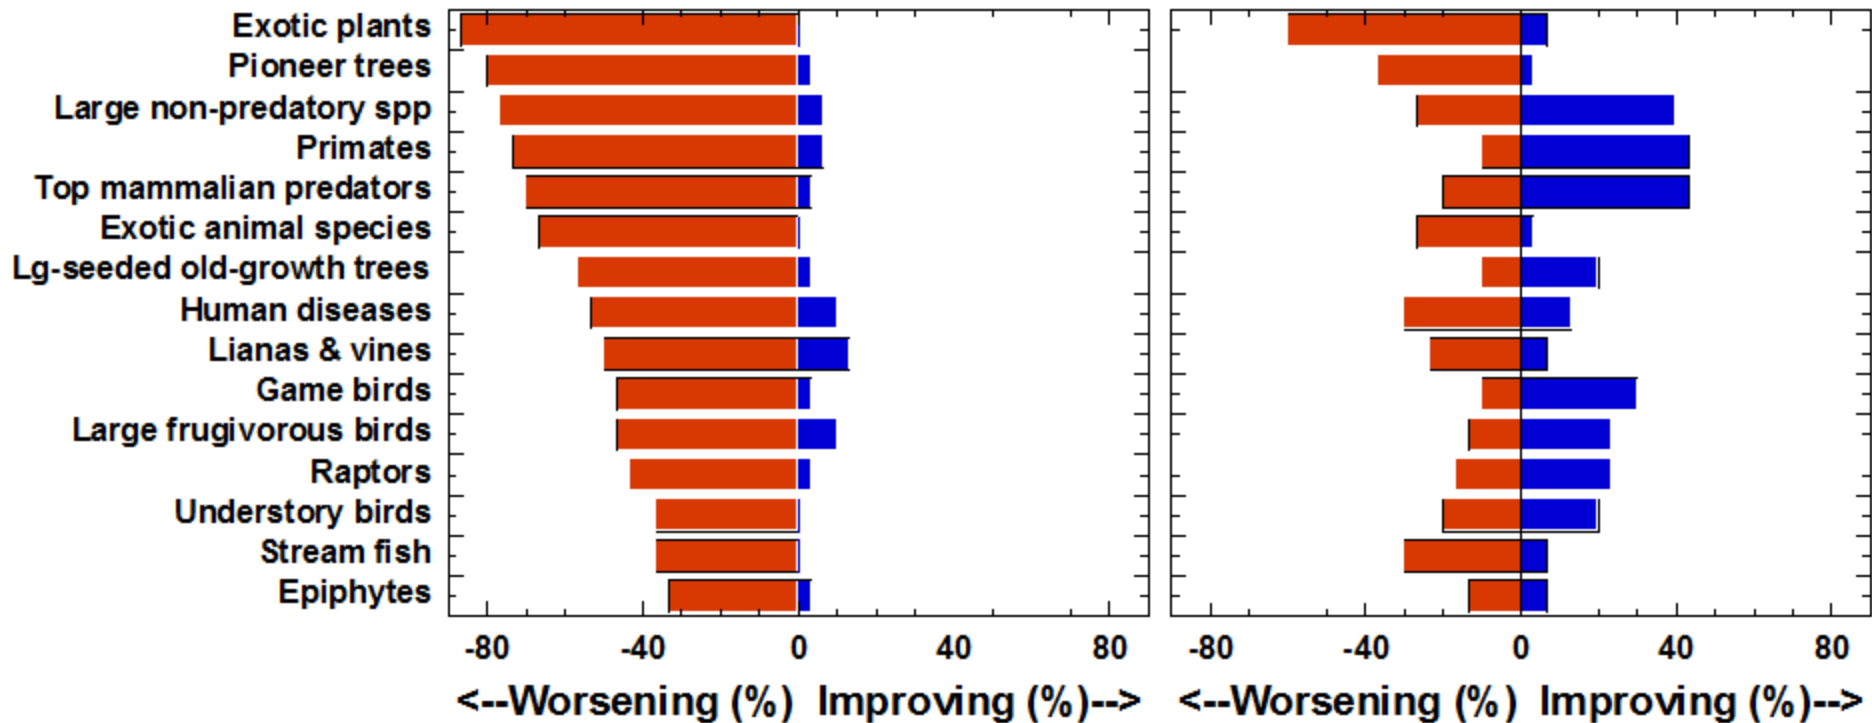 Exotic plants
Pioneer trees
Large non-predatory spp
Primates
Top mammalian predators
Exotic animal species
Lg-seeded old-growth trees
Human diseases
Lianas & vines
Game birds
Large frugivorous birds
Raptors
Understory birds
Stream fish
Epiphytes
-80 -40 0 40 80
<--Worsening (%) Improving (%)-->
-80 -40 0 40 80
<--Worsening (%) Improving (%)-->